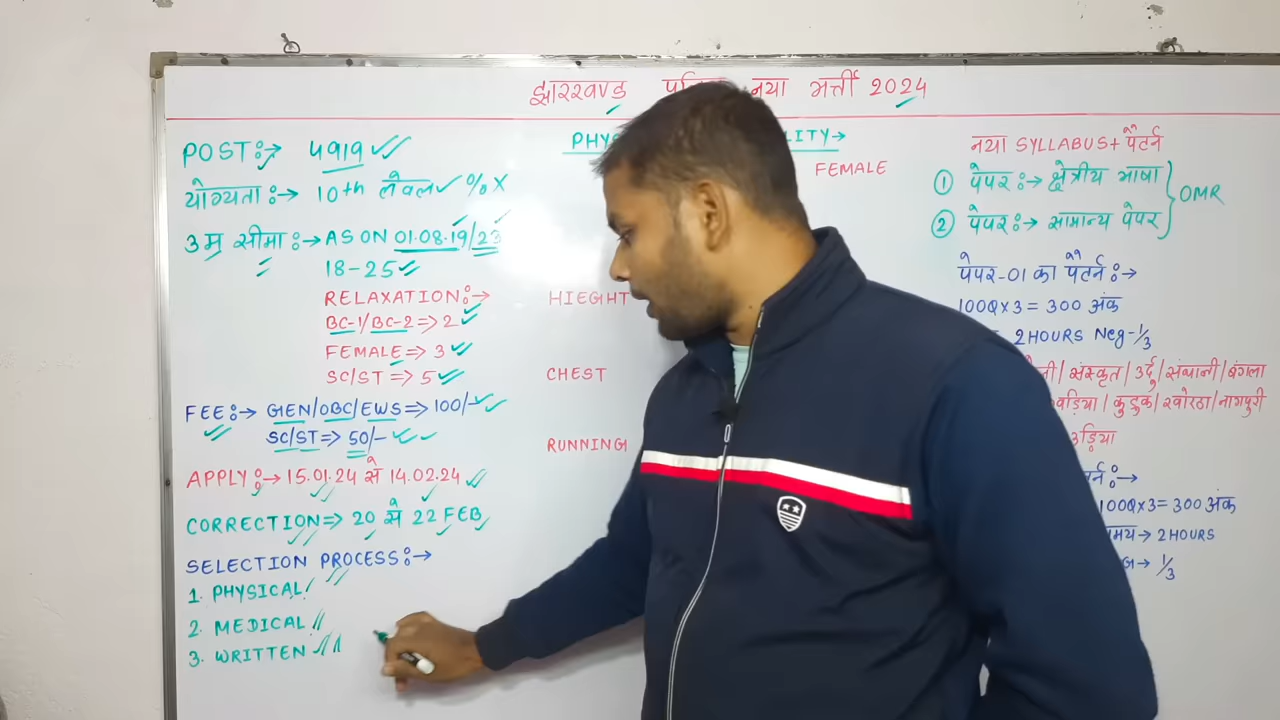 झारखण्ड नया भर्ती 2024
POST:→ 4919
योग्यता:→ 10th लेवल %X
उम्र सीमा:→ AS ON 01.08.19/23
18-25
RELAXATION:→
BC-1/BC-2 => 2
FEMALE => 3
SC/ST => 5
FEE:→ GEN/OBC/EWS => 100/-
SC/ST => 50/-
APPLY:→ 15.01.24 से 14.02.24
CORRECTION => 20 से 22 FEB
SELECTION PROCESS:→
1. PHYSICAL
2. MEDICAL
3. WRITTEN
FEMALE
HIEGHT
CHEST
RUNNING
नया SYLLABUS+ पैटर्न
① पेपर:→ क्षेत्रीय भाषा
② पेपर:→ सामान्य पेपर
OMR
पेपर-01 का पैटर्न:→
100Q×3= 300 अंक
2HOURS Neg-1/3
संस्कृत/उर्दू/संथाली/बंगला
कुडुक/खोरठा/नागपुरी
उड़िया
100Q×3= 300 अंक
→ 2HOURS
→ 1/3